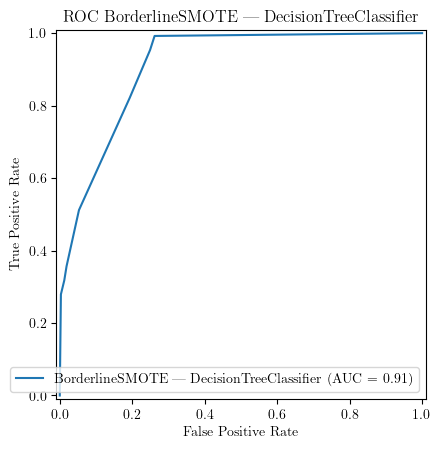 ROC BorderlineSMOTE — DecisionTreeClassifier
True Positive Rate
1.0
0.8
0.6
0.4
0.2
0.0
BorderlineSMOTE — DecisionTreeClassifier (AUC = 0.91)
0.0 0.2 0.4 0.6 0.8 1.0
False Positive Rate